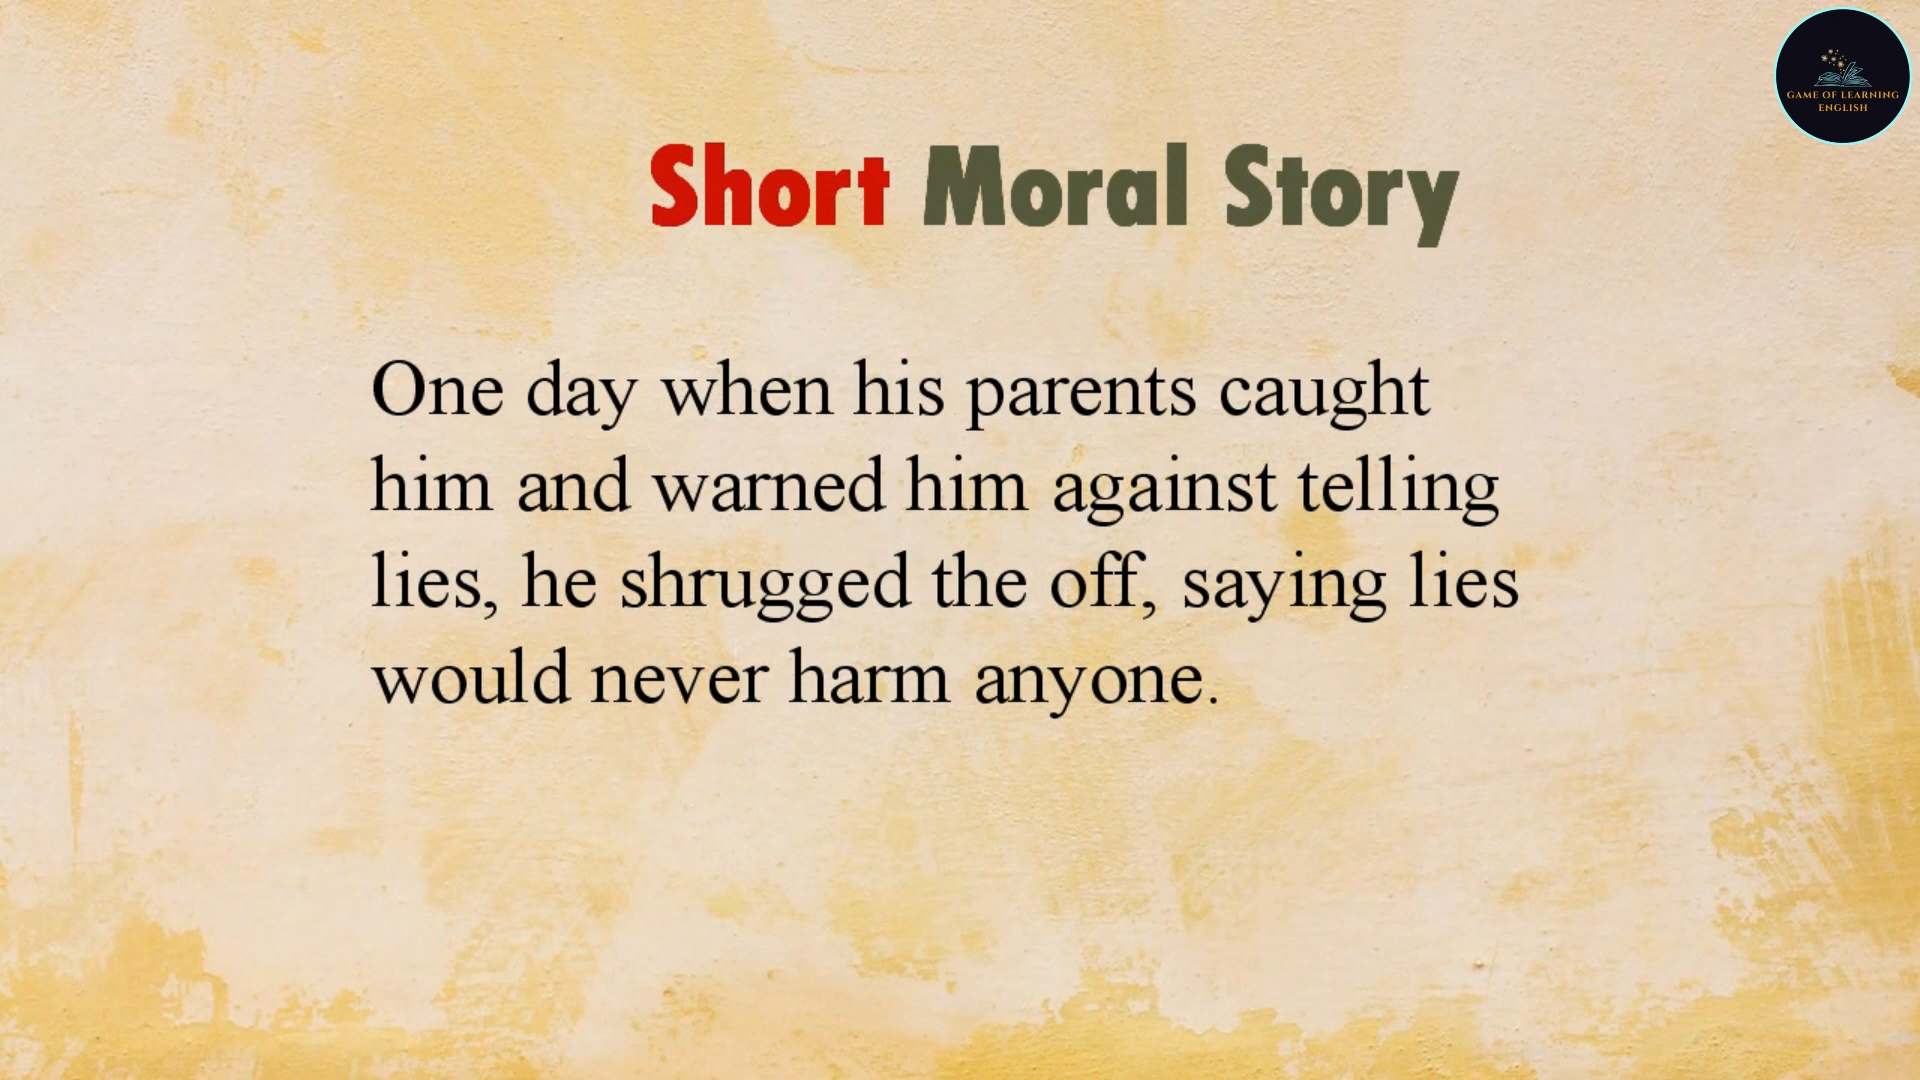 GAME OF LEARNING
ENGLISH
Short Moral Story
One day when his parents caught
him and warned him against telling
lies, he shrugged the off, saying lies
would never harm anyone.